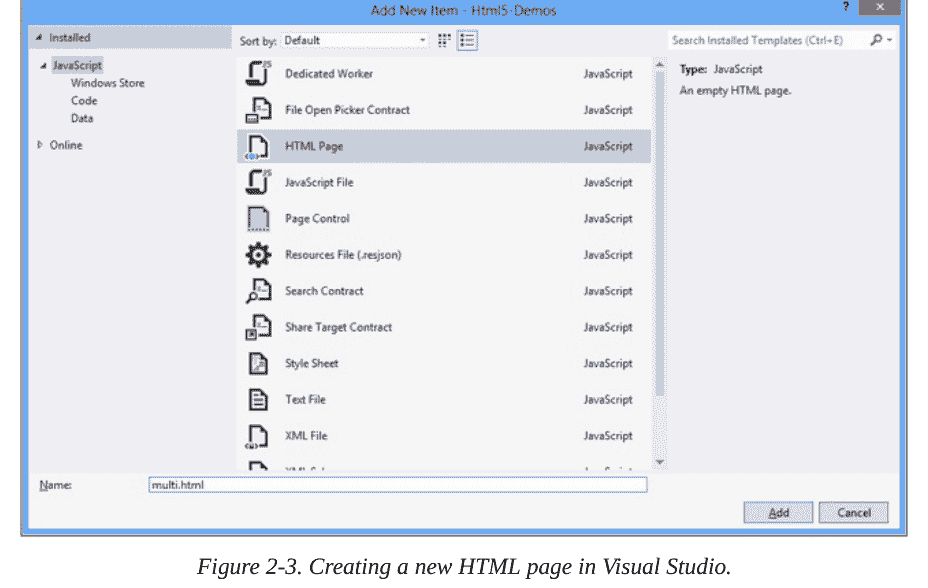 Add New Item - Html5-Demos
? ×
Installed
Sort by: Default
Search Installed Templates (Ctrl+E)
JavaScript
Windows Store
Code
Data
Online
Dedicated Worker JavaScript
File Open Picker Contract JavaScript
HTML Page JavaScript
JavaScript File JavaScript
Page Control JavaScript
Resources File (.resjson) JavaScript
Search Contract JavaScript
Share Target Contract JavaScript
Style Sheet JavaScript
Text File JavaScript
XML File JavaScript
Type: JavaScript
An empty HTML page.
Name: multi.html
Add Cancel
Figure 2-3. Creating a new HTML page in Visual Studio.